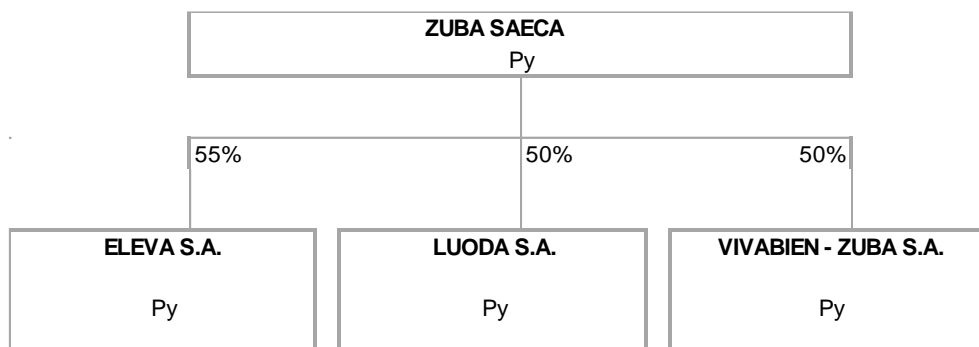 ZUBA SAECA
Py
55%
50%
50%
ELEVA S.A.
LUODA S.A.
VIVABIEN - ZUBA S.A.
Py
Py
Py